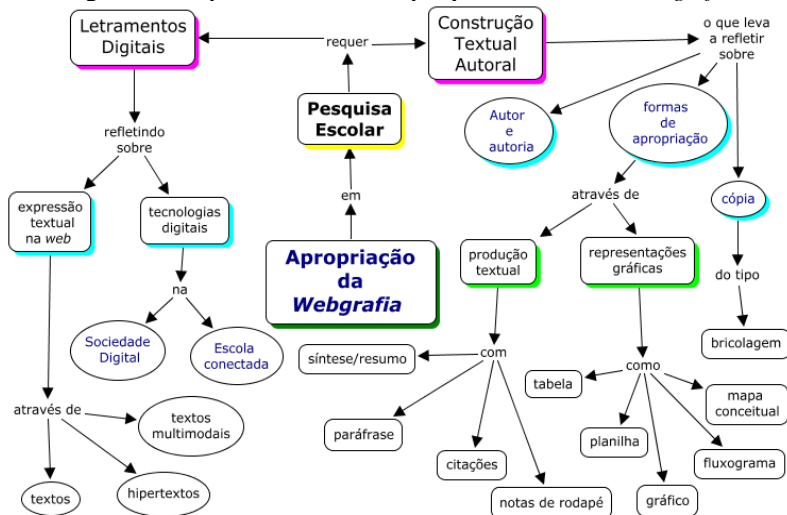 Letramentos
Digitais
requer
Construção
Textual
Autoral
o que leva
a refletir
sobre
Pesquisa
Escolar
Autor
e
autoria
formas
de
apropriação
refletindo
sobre
em
através de
cópia
expressão
textual
na web
tecnologias
digitais
Apropriação
da
Webgrafia
produção
textual
representações
gráficas
do tipo
na
Sociedade
Digital
Escola
conectada
síntese/resumo
com
como
bricolagem
tabela
mapa
conceitual
através de
textos
multimodais
paráfrase
planilha
citações
fluxograma
textos
hipertextos
notas de rodapé
gráfico